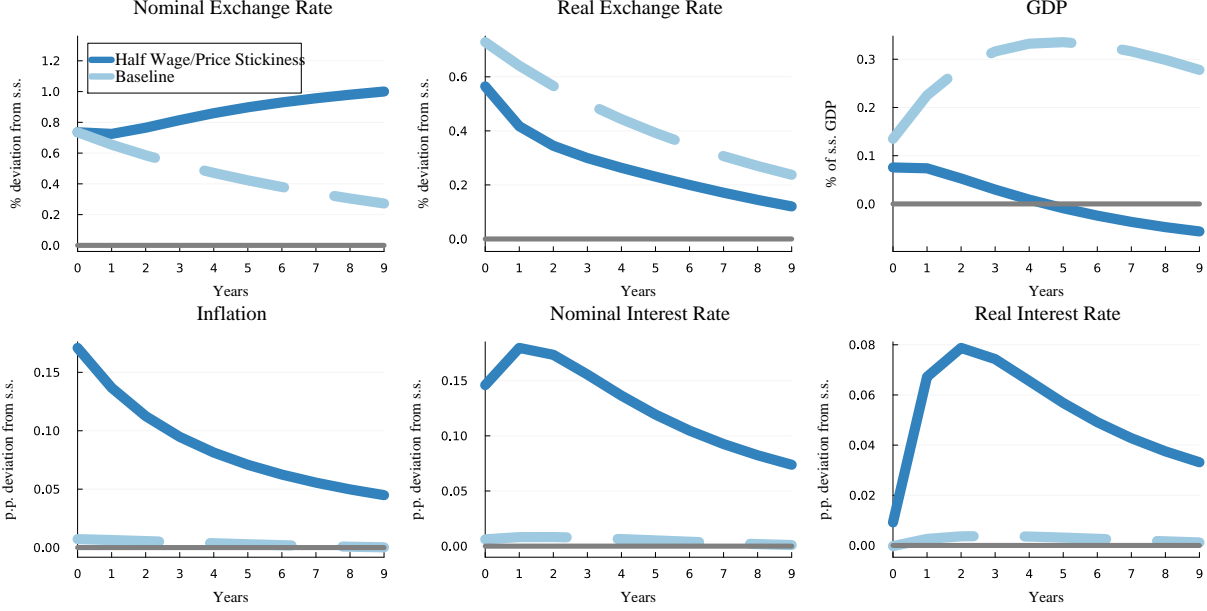 Nominal Exchange Rate
% deviation from s.s.
1.2
1.0
0.8
0.6
0.4
0.2
0.0
Half Wage/Price Stickiness
Baseline
0 1 2 3 4 5 6 7 8 9
Years
Real Exchange Rate
% deviation from s.s.
0.6
0.4
0.2
0.0
0 1 2 3 4 5 6 7 8 9
Years
GDP
% of s.s. GDP
0.3
0.2
0.1
0.0
0 1 2 3 4 5 6 7 8 9
Years
Inflation
p.p. deviation from s.s.
0.15
0.10
0.05
0.00
0 1 2 3 4 5 6 7 8 9
Years
Nominal Interest Rate
p.p. deviation from s.s.
0.15
0.10
0.05
0.00
0 1 2 3 4 5 6 7 8 9
Years
Real Interest Rate
p.p. deviation from s.s.
0.08
0.06
0.04
0.02
0.00
0 1 2 3 4 5 6 7 8 9
Years